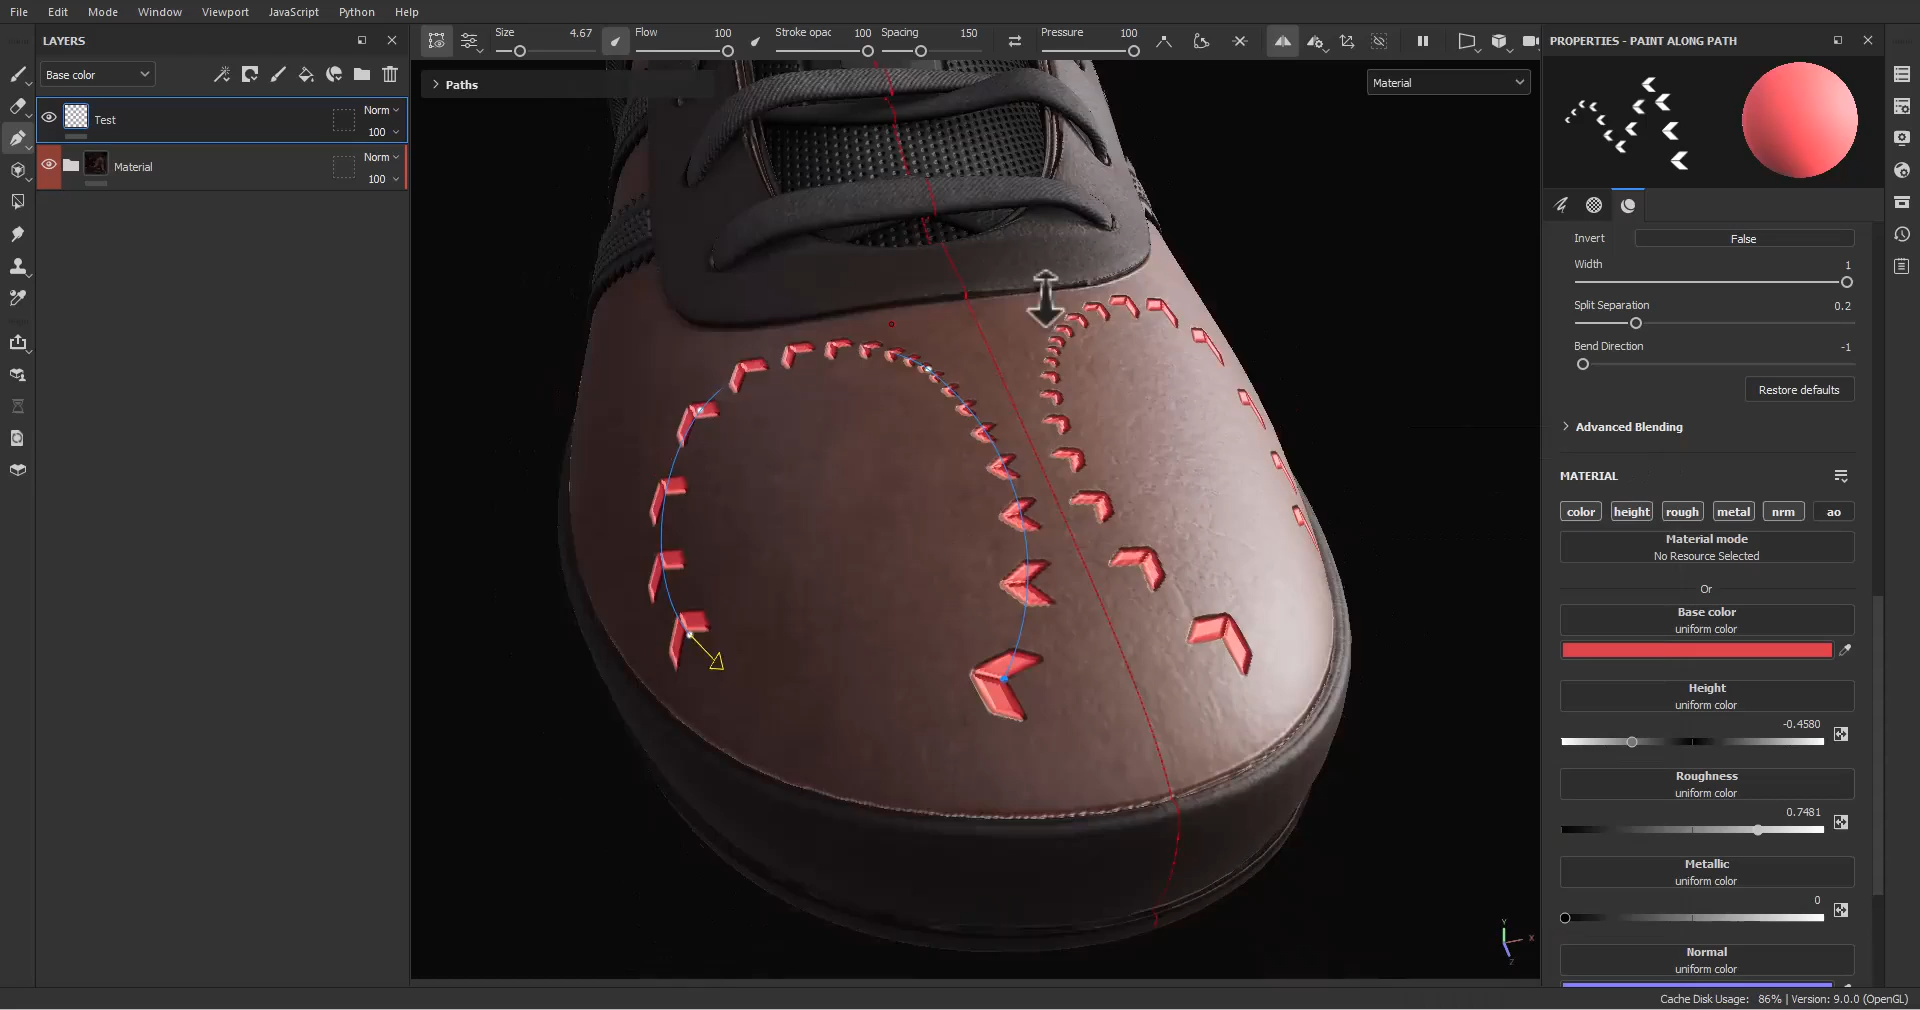 File Edit Mode Window Viewport JavaScript Python Help
LAYERS
Size 4.67 Flow 100 Stroke opac 100 Spacing 150 Pressure 100
PROPERTIES - PAINT ALONG PATH
Base color
Paths
Material
Norm
Test
100
Norm
Material
100
Invert False
Width 1
Split Separation 0.2
Bend Direction -1
Restore defaults
Advanced Blending
MATERIAL
color height rough metal nrm ao
Material mode
No Resource Selected
Or
Base color
uniform color
Height
uniform color
-0.4580
Roughness
uniform color
0.7481
Metallic
uniform color
0
Normal
uniform color
Y
X
Z
Cache Disk Usage: 86% | Version: 9.0.0 (OpenGL)